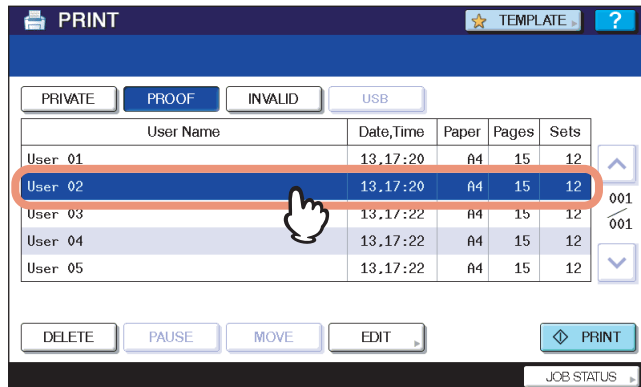 PRINT TEMPLATE ?
PRIVATE PROOF INVALID USB
User Name Date,Time Paper Pages Sets
User 01 13,17:20 A4 15 12
User 02 13,17:20 A4 15 12
User 03 13,17:22 A4 15 12
User 04 13,17:22 A4 15 12
User 05 13,17:22 A4 15 12
001
001
DELETE PAUSE MOVE EDIT PRINT
JOB STATUS